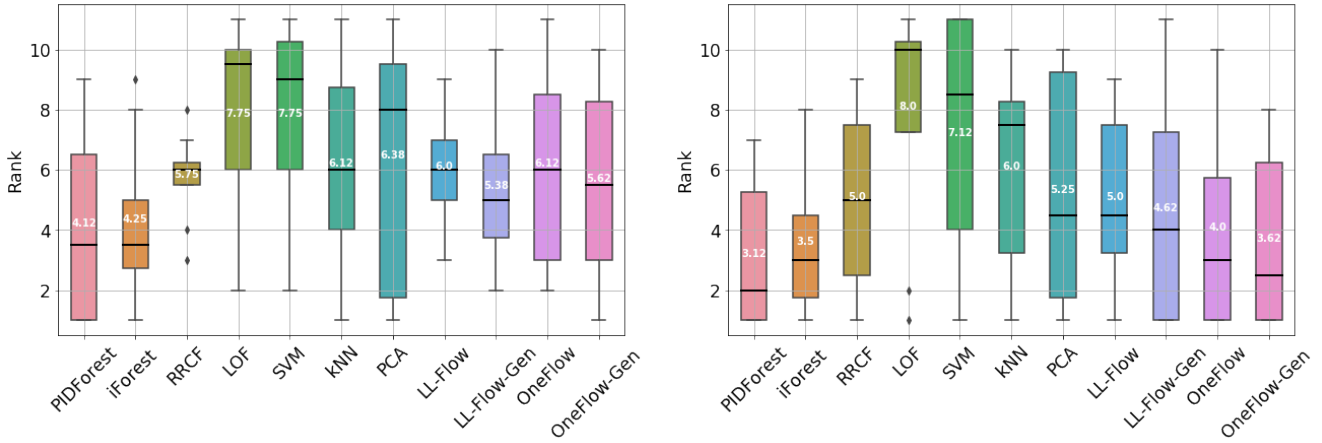 Rank
10
8
6
4
2
4.12
4.25
5.75
7.75
7.75
6.12
6.38
6.0
5.38
6.12
5.62
PIDForest
iForest
RRCF
LOF
SVM
kNN
PCA
LL-Flow
LL-Flow-Gen
OneFlow
OneFlow-Gen
Rank
10
8
6
4
2
3.12
3.5
5.0
8.0
7.12
6.0
5.25
5.0
4.62
4.0
3.62
PIDForest
iForest
RRCF
LOF
SVM
kNN
PCA
LL-Flow
LL-Flow-Gen
OneFlow
OneFlow-Gen